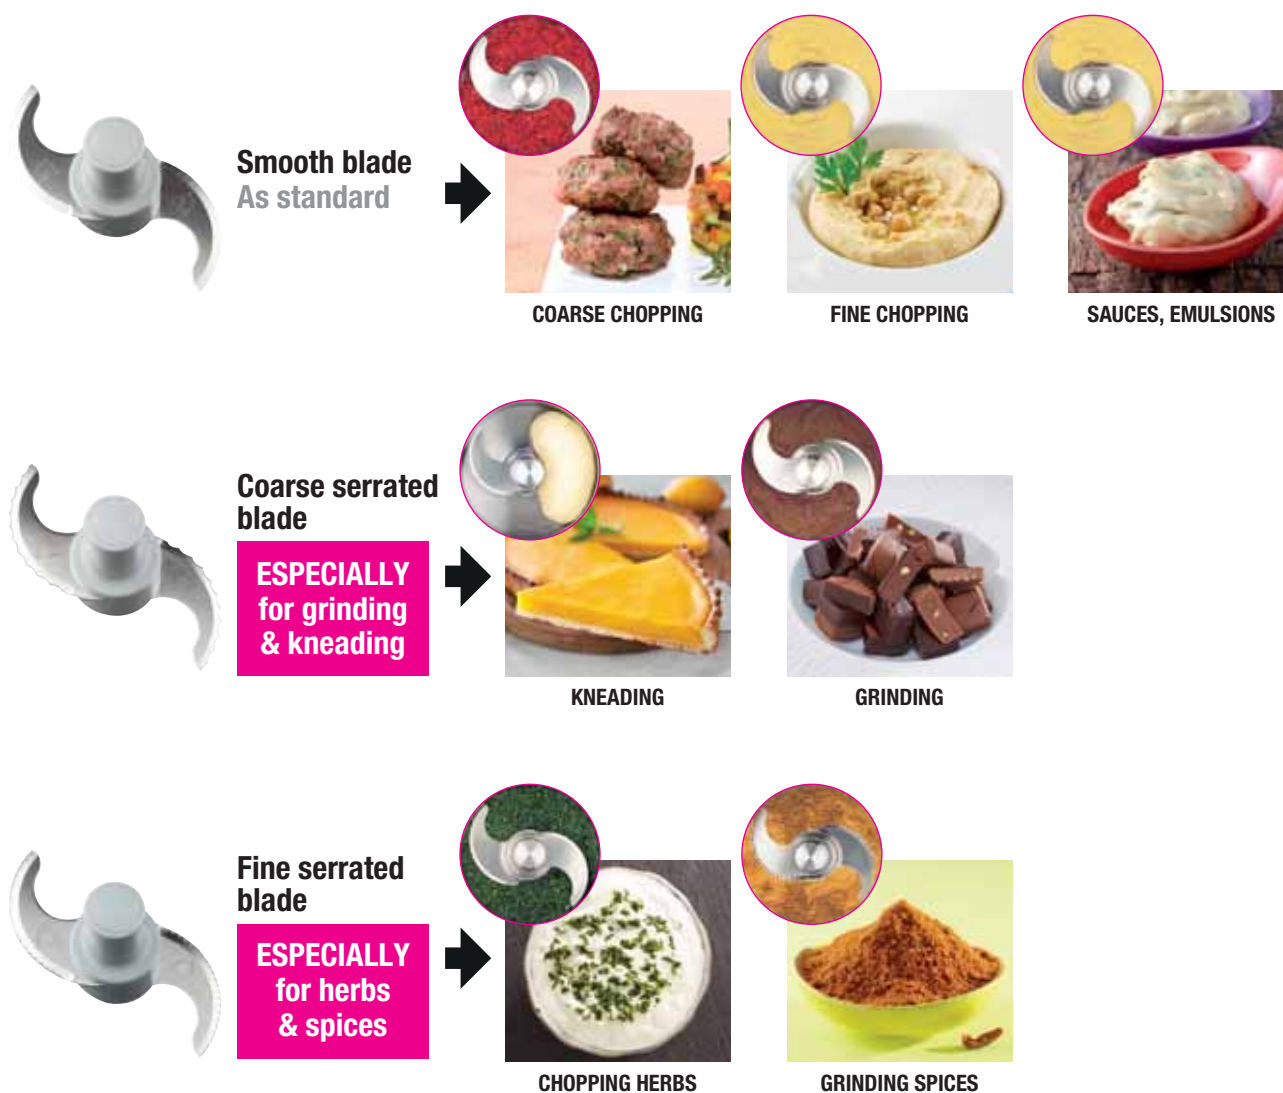 Smooth blade
As standard
COARSE CHOPPING
FINE CHOPPING
SAUCES, EMULSIONS
Coarse serrated
blade
ESPECIALLY
for grinding
& kneading
KNEADING
GRINDING
Fine serrated
blade
ESPECIALLY
for herbs
& spices
CHOPPING HERBS
GRINDING SPICES